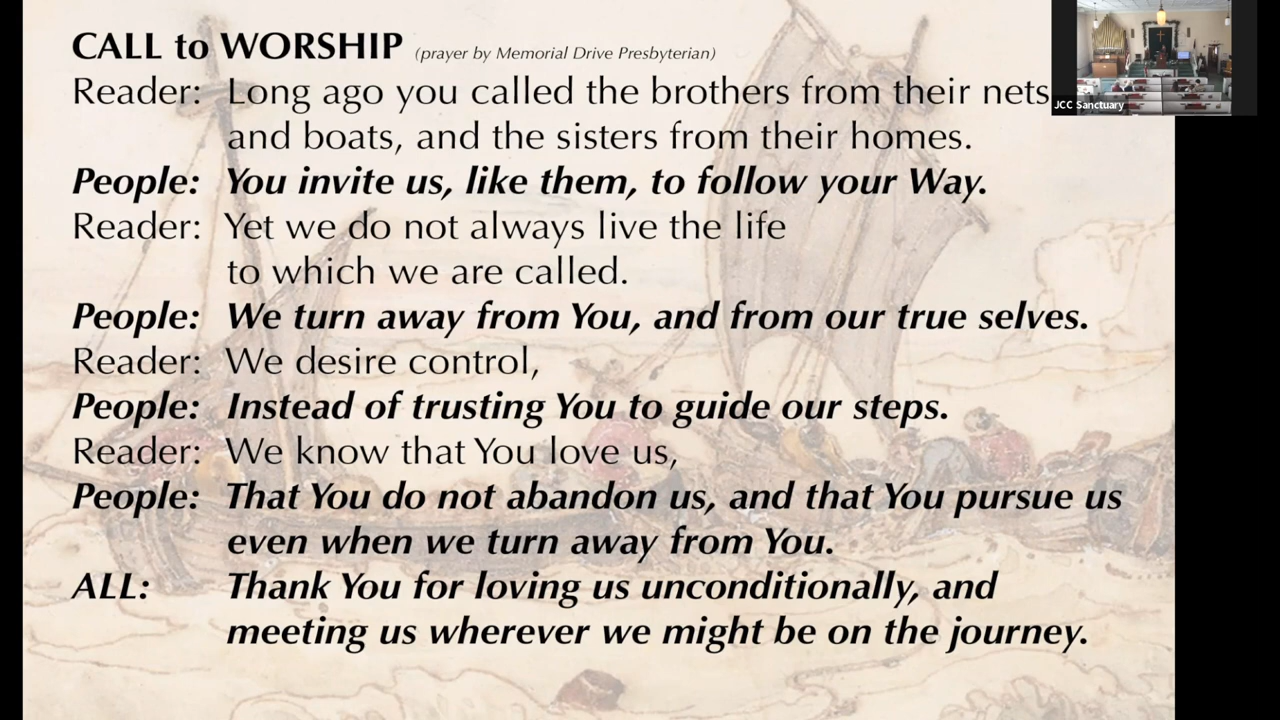 CALL to WORSHIP (prayer by Memorial Drive Presbyterian)
Reader: Long ago you called the brothers from their nets
and boats, and the sisters from their homes.
People: You invite us, like them, to follow your Way.
Reader: Yet we do not always live the life
to which we are called.
People: We turn away from You, and from our true selves.
Reader: We desire control,
People: Instead of trusting You to guide our steps.
Reader: We know that You love us,
People: That You do not abandon us, and that You pursue us
even when we turn away from You.
ALL: Thank You for loving us unconditionally, and
meeting us wherever we might be on the journey.
JCC Sanctuary